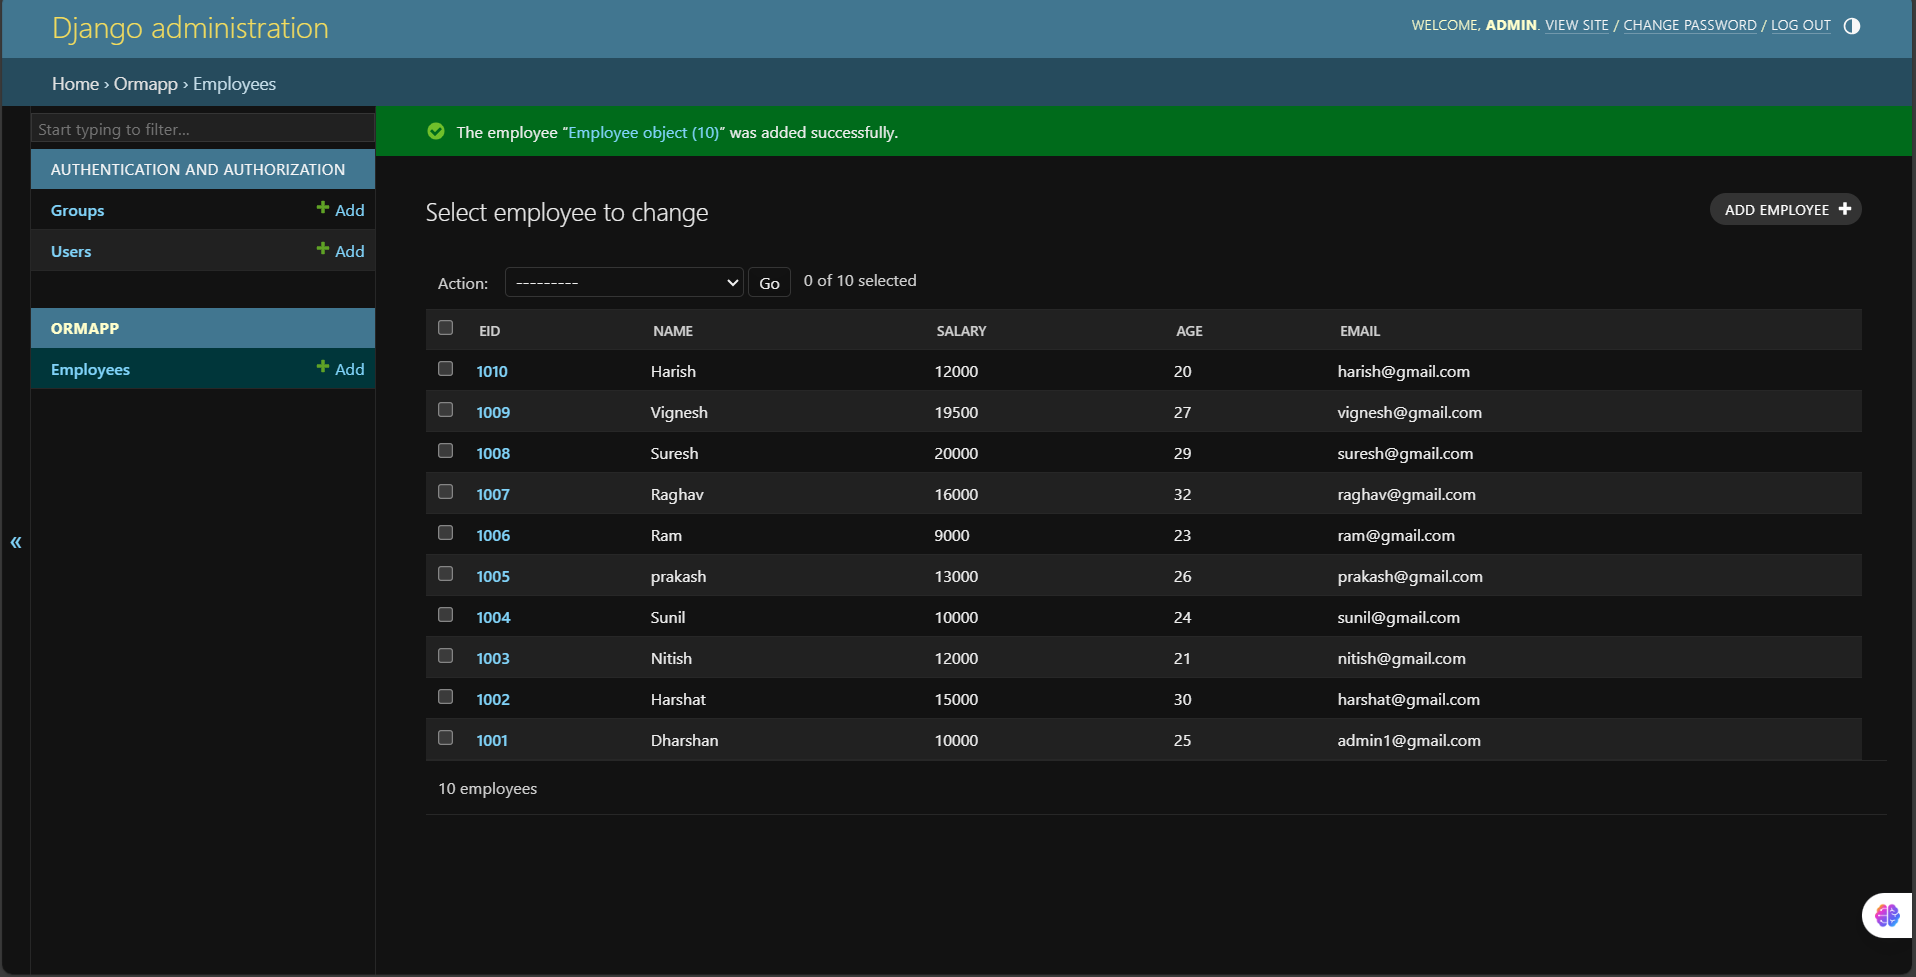 Django administration
WELCOME, ADMIN. VIEW SITE / CHANGE PASSWORD / LOG OUT
Home › Ormapp › Employees
Start typing to filter...
AUTHENTICATION AND AUTHORIZATION
Groups + Add
Users + Add
ORMAPP
Employees + Add
«
The employee “Employee object (10)” was added successfully.
Select employee to change
ADD EMPLOYEE +
Action: --------- Go 0 of 10 selected
EID NAME SALARY AGE EMAIL
1010 Harish 12000 20 harish@gmail.com
1009 Vignesh 19500 27 vignesh@gmail.com
1008 Suresh 20000 29 suresh@gmail.com
1007 Raghav 16000 32 raghav@gmail.com
1006 Ram 9000 23 ram@gmail.com
1005 prakash 13000 26 prakash@gmail.com
1004 Sunil 10000 24 sunil@gmail.com
1003 Nitish 12000 21 nitish@gmail.com
1002 Harshat 15000 30 harshat@gmail.com
1001 Dharshan 10000 25 admin1@gmail.com
10 employees